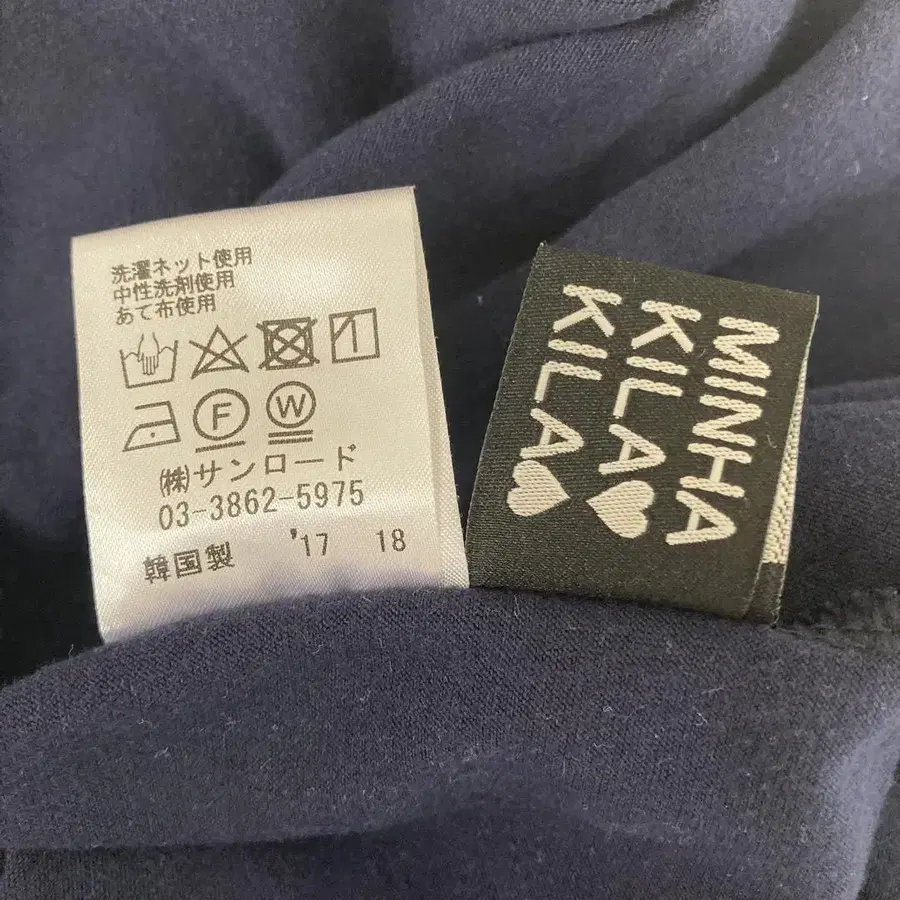 洗濯ネット使用
中性洗剤使用
あて布使用
F W
(株)サンロード
03-3862-5975
韓国製 '17 18
MINHA
KILA♥
KILA♥